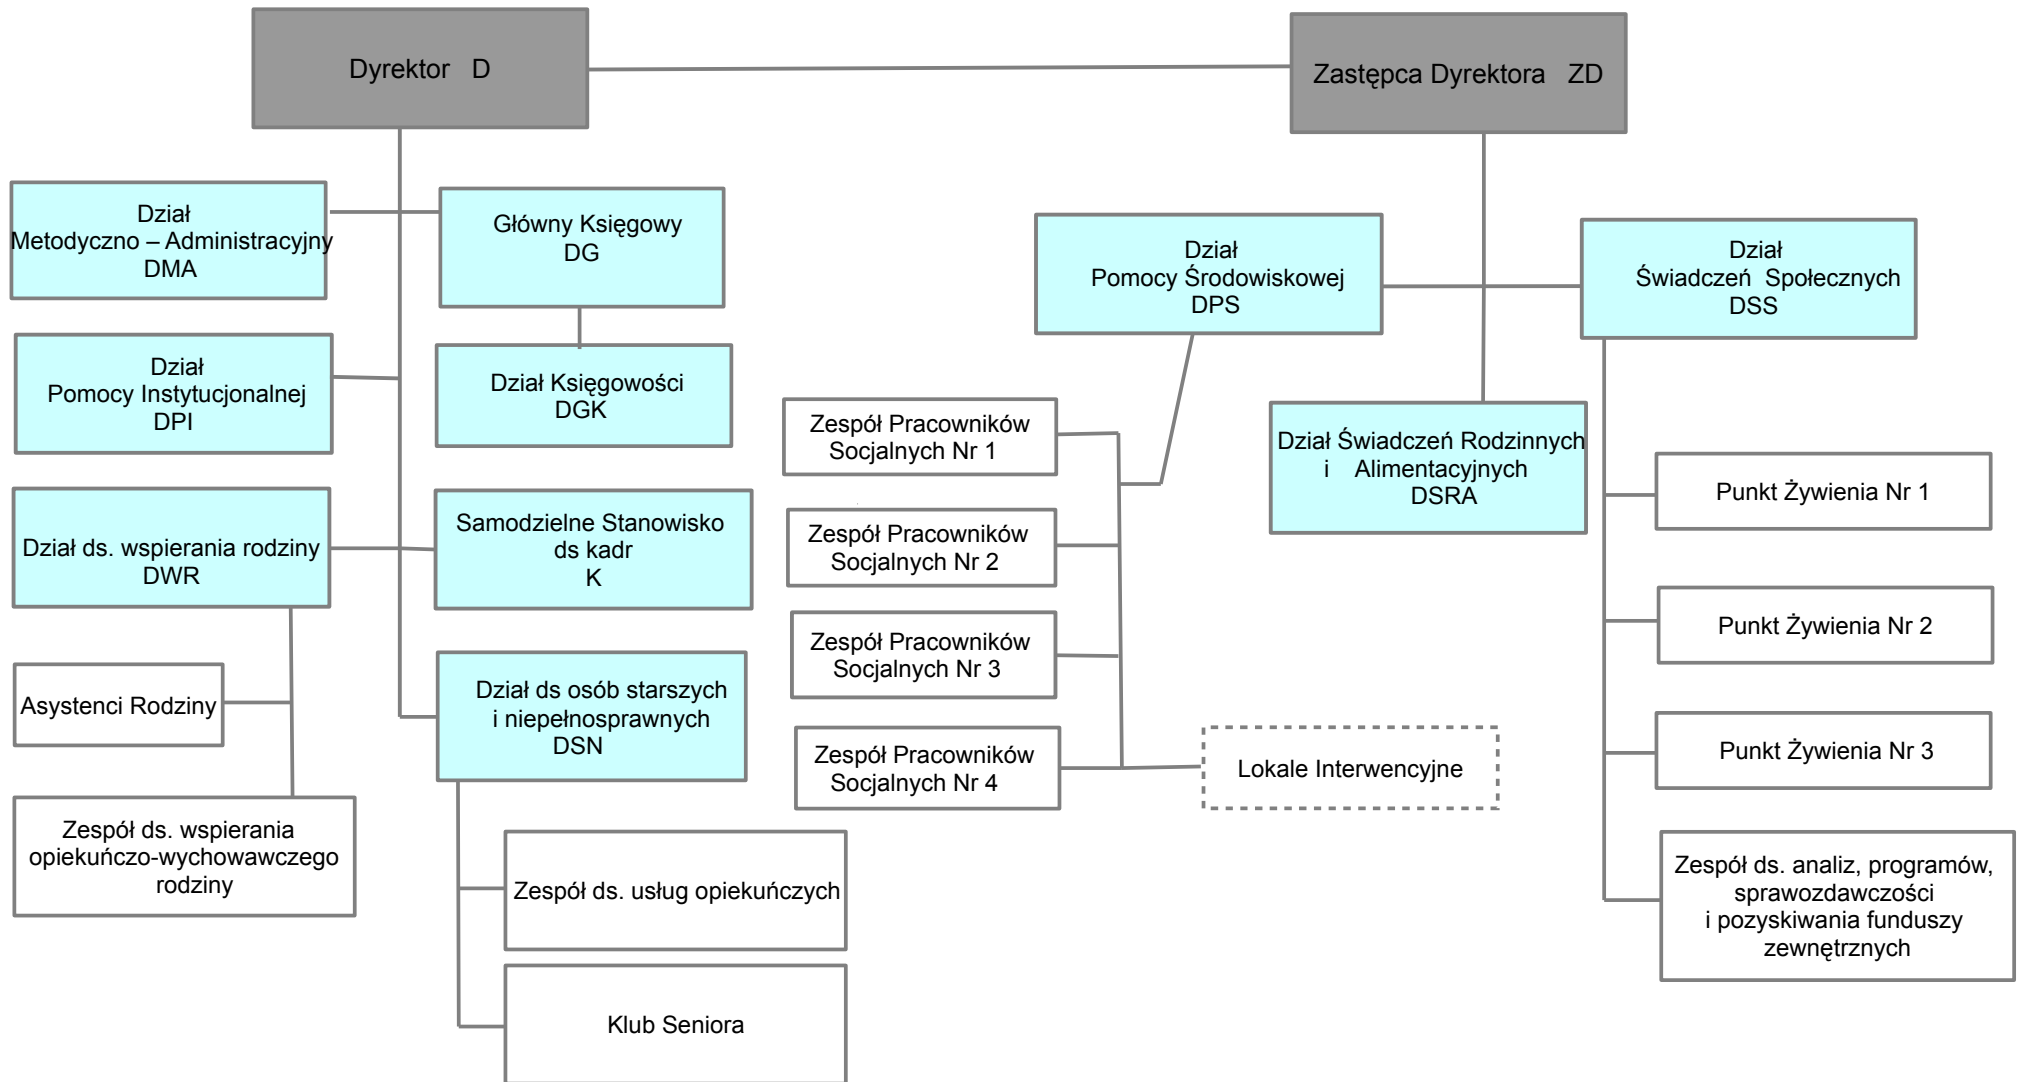 Dyrektor D
Zastępca Dyrektora ZD
Dział
Metodyczno – Administracyjny
DMA
Główny Księgowy
DG
Dział
Pomocy Środowiskowej
DPS
Dział
Świadczeń Społecznych
DSS
Dział
Pomocy Instytucjonalnej
DPI
Dział Księgowości
DGK
Zespół Pracowników
Socjalnych Nr 1
Dział Świadczeń Rodzinnych
i Alimentacyjnych
DSRA
Punkt Żywienia Nr 1
Dział ds. wspierania rodziny
DWR
Samodzielne Stanowisko
ds kadr
K
Zespół Pracowników
Socjalnych Nr 2
Punkt Żywienia Nr 2
Zespół Pracowników
Socjalnych Nr 3
Asystenci Rodziny
Dział ds osób starszych
i niepełnosprawnych
DSN
Zespół Pracowników
Socjalnych Nr 4
Lokale Interwencyjne
Punkt Żywienia Nr 3
Zespół ds. wspierania
opiekuńczo-wychowawczego
rodziny
Zespół ds. usług opiekuńczych
Zespół ds. analiz, programów,
sprawozdawczości
i pozyskiwania funduszy
zewnętrznych
Klub Seniora